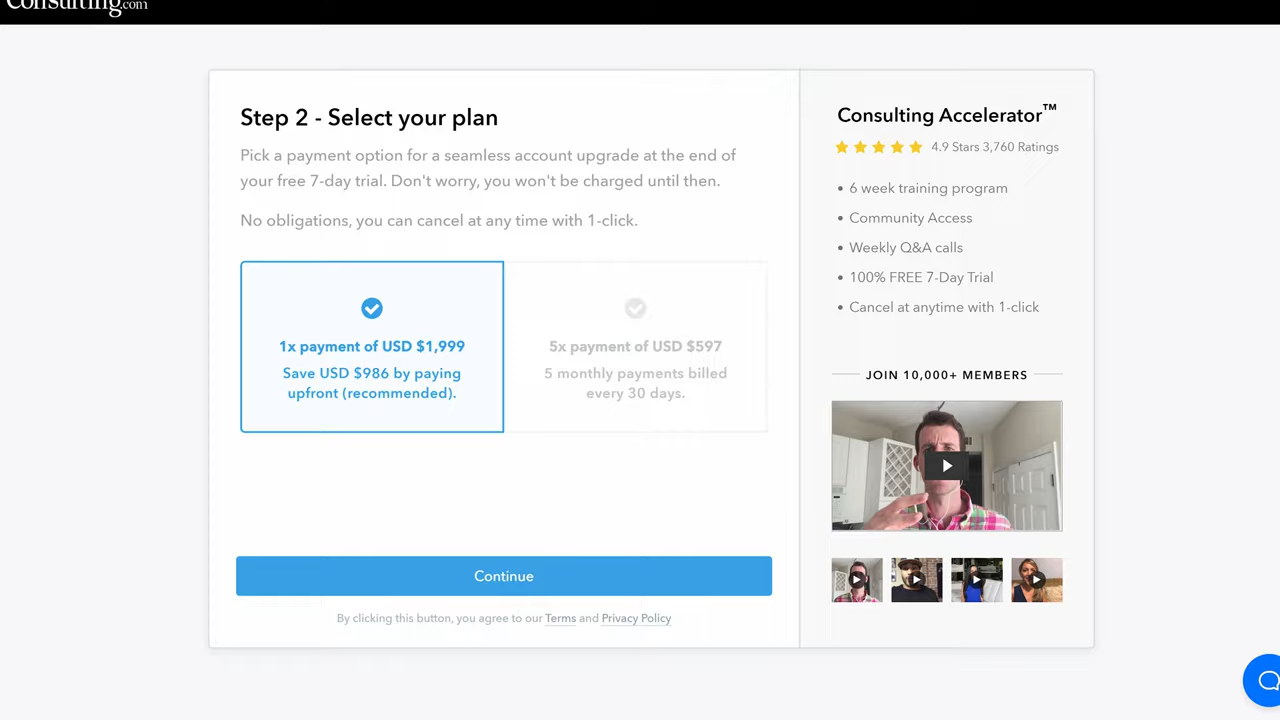 Consulting.com
Step 2 - Select your plan
Pick a payment option for a seamless account upgrade at the end of
your free 7-day trial. Don't worry, you won't be charged until then.
No obligations, you can cancel at any time with 1-click.
1x payment of USD $1,999
Save USD $986 by paying
upfront (recommended).
5x payment of USD $597
5 monthly payments billed
every 30 days.
Continue
By clicking this button, you agree to our Terms and Privacy Policy
Consulting Accelerator™
4.9 Stars 3,760 Ratings
• 6 week training program
• Community Access
• Weekly Q&A calls
• 100% FREE 7-Day Trial
• Cancel at anytime with 1-click
JOIN 10,000+ MEMBERS